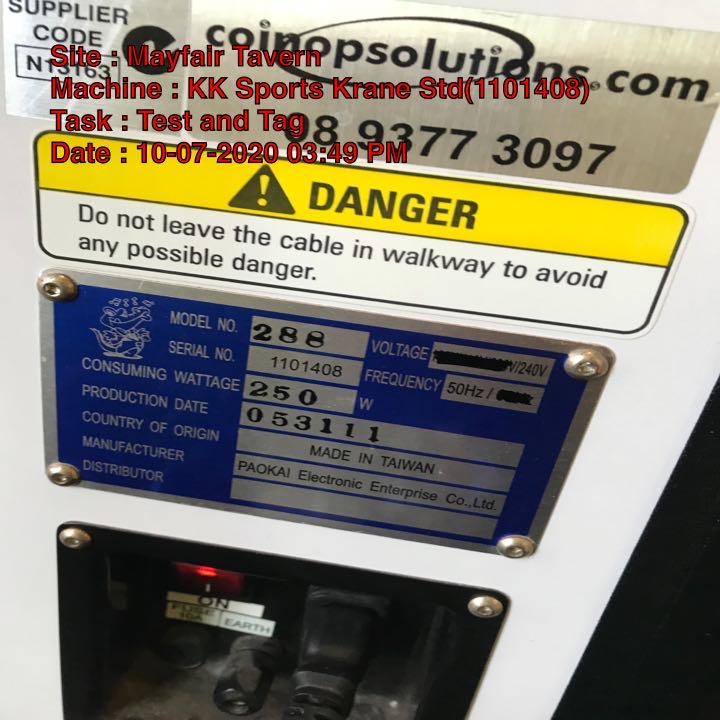 SUPPLIER
CODE
N13163
coinopsolutions.com
08 9377 3097
Site : Mayfair Tavern
Machine : KK Sports Krane Std(1101408)
Task : Test and Tag
Date : 10-07-2020 03:49 PM
DANGER
Do not leave the cable in walkway to avoid
any possible danger.
MODEL NO. 288
SERIAL NO. 1101408
CONSUMING WATTAGE 250 W
PRODUCTION DATE 053111
COUNTRY OF ORIGIN MADE IN TAIWAN
MANUFACTURER PAOKAI Electronic Enterprise Co.,Ltd.
DISTRIBUTOR
VOLTAGE V/240V
FREQUENCY 50Hz /
ON
FUSE
10A
EARTH